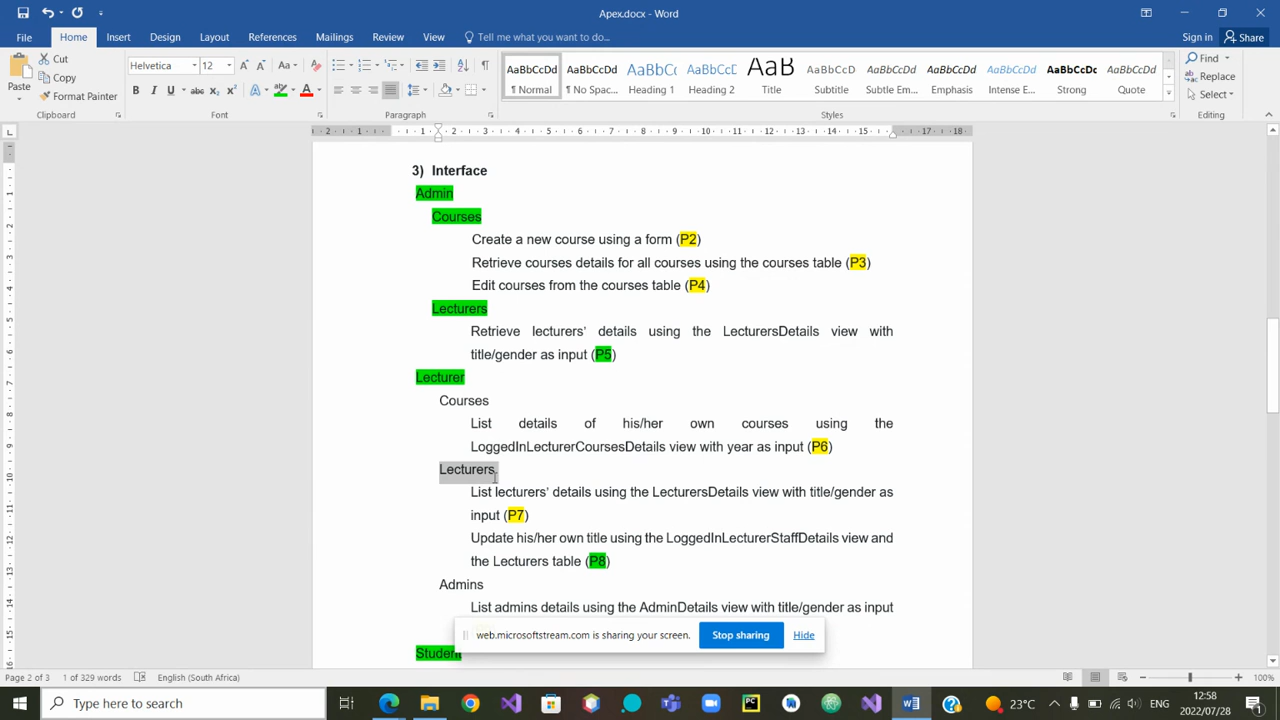 Apex.docx - Word
File Home Insert Design Layout References Mailings Review View Tell me what you want to do... Sign in Share
Paste Cut Copy Format Painter
Helvetica 12
AaBbCcDd AaBbCcDd AaBbC AaBbCcD AaB AaBbCcD AaBbCcDd AaBbCcDd AaBbCcDd AaBbCcDc AaBbCcDd
¶ Normal ¶ No Spac... Heading 1 Heading 2 Title Subtitle Subtle Em... Emphasis Intense E... Strong Quote
Find Replace Select
Clipboard Font Paragraph Styles Editing
3) Interface
Admin
Courses
Create a new course using a form (P2)
Retrieve courses details for all courses using the courses table (P3)
Edit courses from the courses table (P4)
Lecturers
Retrieve lecturers' details using the LecturersDetails view with
title/gender as input (P5)
Lecturer
Courses
List details of his/her own courses using the
LoggedInLecturerCoursesDetails view with year as input (P6)
Lecturers
List lecturers' details using the LecturersDetails view with title/gender as
input (P7)
Update his/her own title using the LoggedInLecturerStaffDetails view and
the Lecturers table (P8)
Admins
List admins details using the AdminDetails view with title/gender as input
web.microsoftstream.com is sharing your screen. Stop sharing Hide
Student
Page 2 of 3 1 of 329 words English (South Africa) 100%
Type here to search 23°C ENG 12:58
2022/07/28